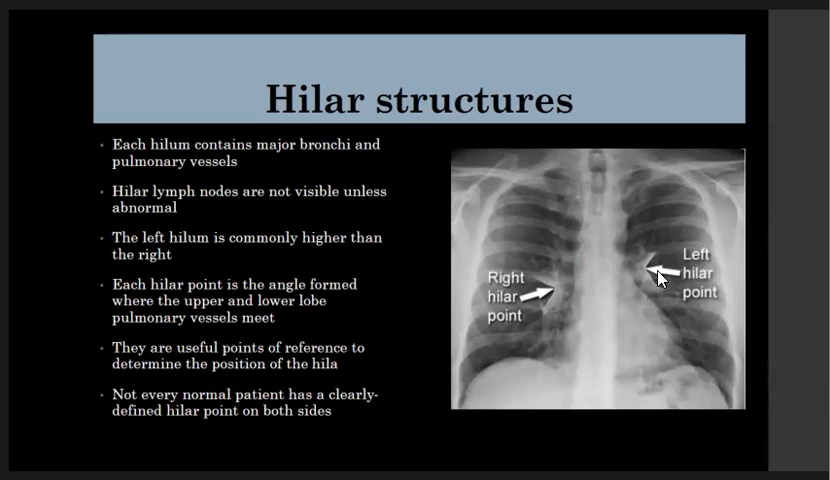 Hilar structures
Each hilum contains major bronchi and
pulmonary vessels
Hilar lymph nodes are not visible unless
abnormal
The left hilum is commonly higher than
the right
Each hilar point is the angle formed
where the upper and lower lobe
pulmonary vessels meet
They are useful points of reference to
determine the position of the hila
Not every normal patient has a clearly-
defined hilar point on both sides
Right
hilar
point
Left
hilar
point